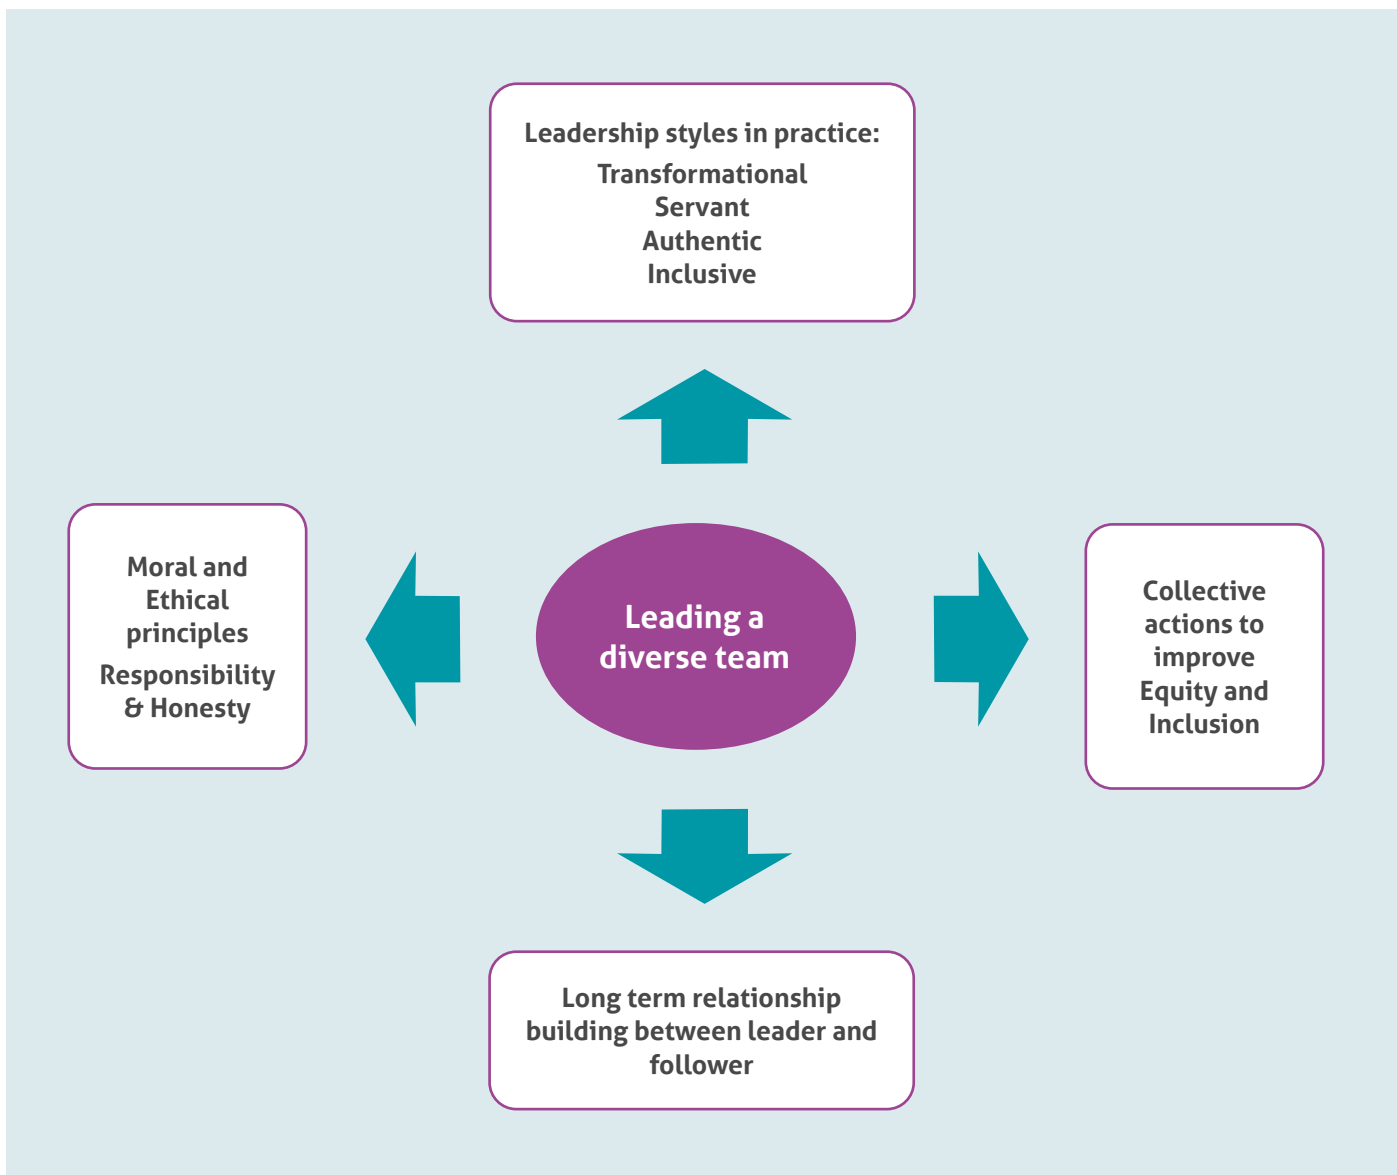 Leadership styles in practice:
Transformational
Servant
Authentic
Inclusive
Moral and
Ethical
principles
Responsibility
& Honesty
Leading a
diverse team
Collective
actions to
improve
Equity and
Inclusion
Long term relationship
building between leader and
follower